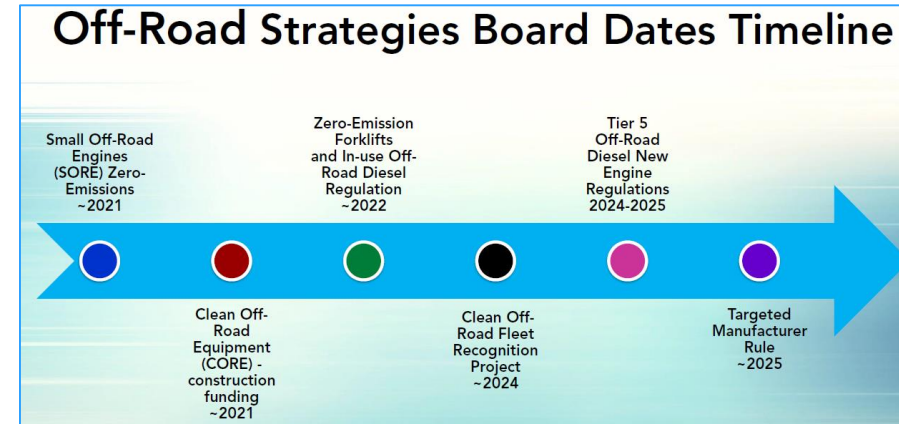 Off-Road Strategies Board Dates Timeline
Small Off-Road
Engines
(SORE) Zero-
Emissions
~2021
Clean Off-
Road
Equipment
(CORE) -
construction
funding
~2021
Zero-Emission
Forklifts
and In-use Off-
Road Diesel
Regulation
~2022
Clean Off-
Road Fleet
Recognition
Project
~2024
Tier 5
Off-Road
Diesel New
Engine
Regulations
2024-2025
Targeted
Manufacturer
Rule
~2025